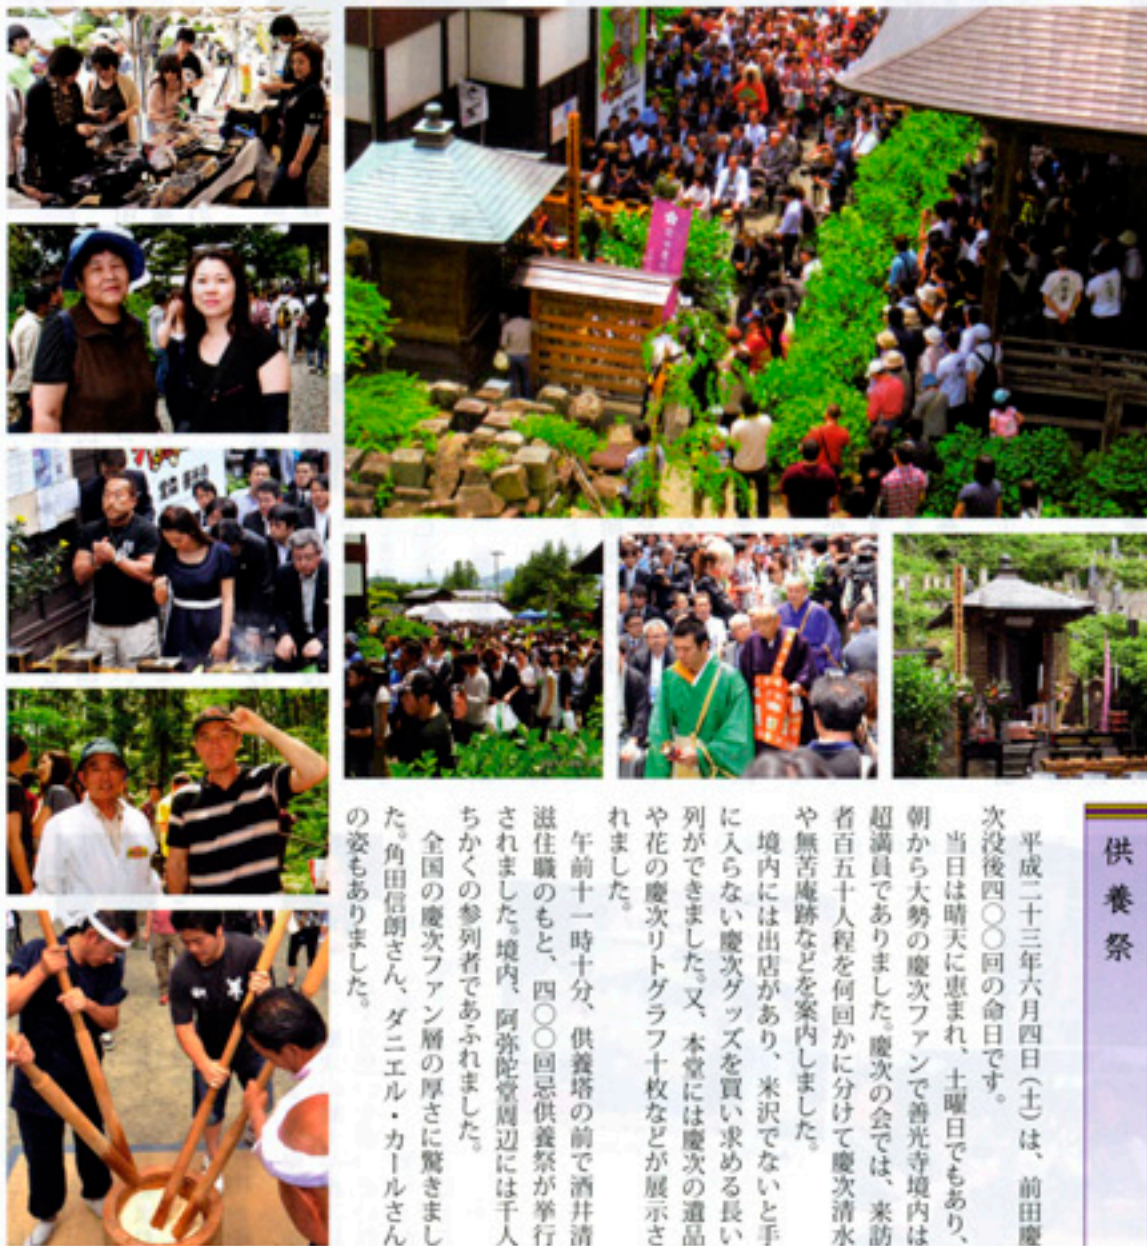 供養祭
平成二十三年六月四日(土)は、前田慶
次没後四〇〇回の命日です。
当日は晴天に恵まれ、土曜日でもあり、
朝から大勢の慶次ファンで善光寺境内は
超満員でありました。慶次の会では、来訪
者百五十人程を何回かに分けて慶次清水
や無苦庵跡などを案内しました。
境内には出店があり、米沢でないと手
に入らない慶次グッズを買い求める長い
列ができました。又、本堂には慶次の遺品
や花の慶次リトグラフ十枚などが展示さ
れました。
午前十一時十分、供養塔の前で酒井清
滋住職のもと、四〇〇回忌供養祭が挙行
されました。境内、阿弥陀堂周辺には千人
ちかくの参列者であふれました。
全国の慶次ファン層の厚さに驚きまし
た。角田信朗さん、ダニエル・カールさん
の姿もありました。